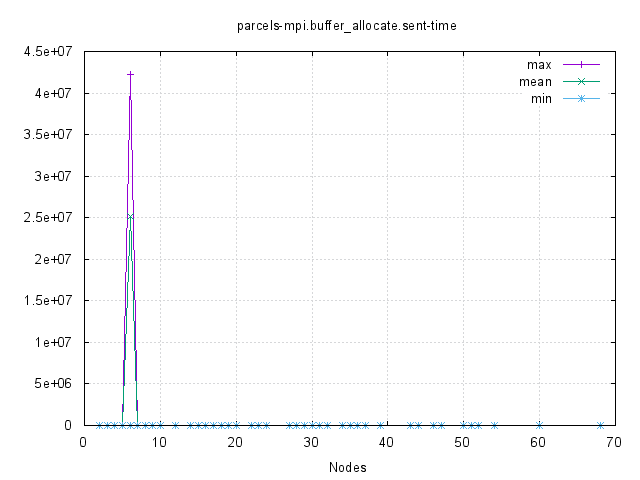 parcels-mpi.buffer_allocate.sent-time
4.5e+07
4e+07
3.5e+07
3e+07
2.5e+07
2e+07
1.5e+07
1e+07
5e+06
0
max
mean
min
0 10 20 30 40 50 60 70
Nodes